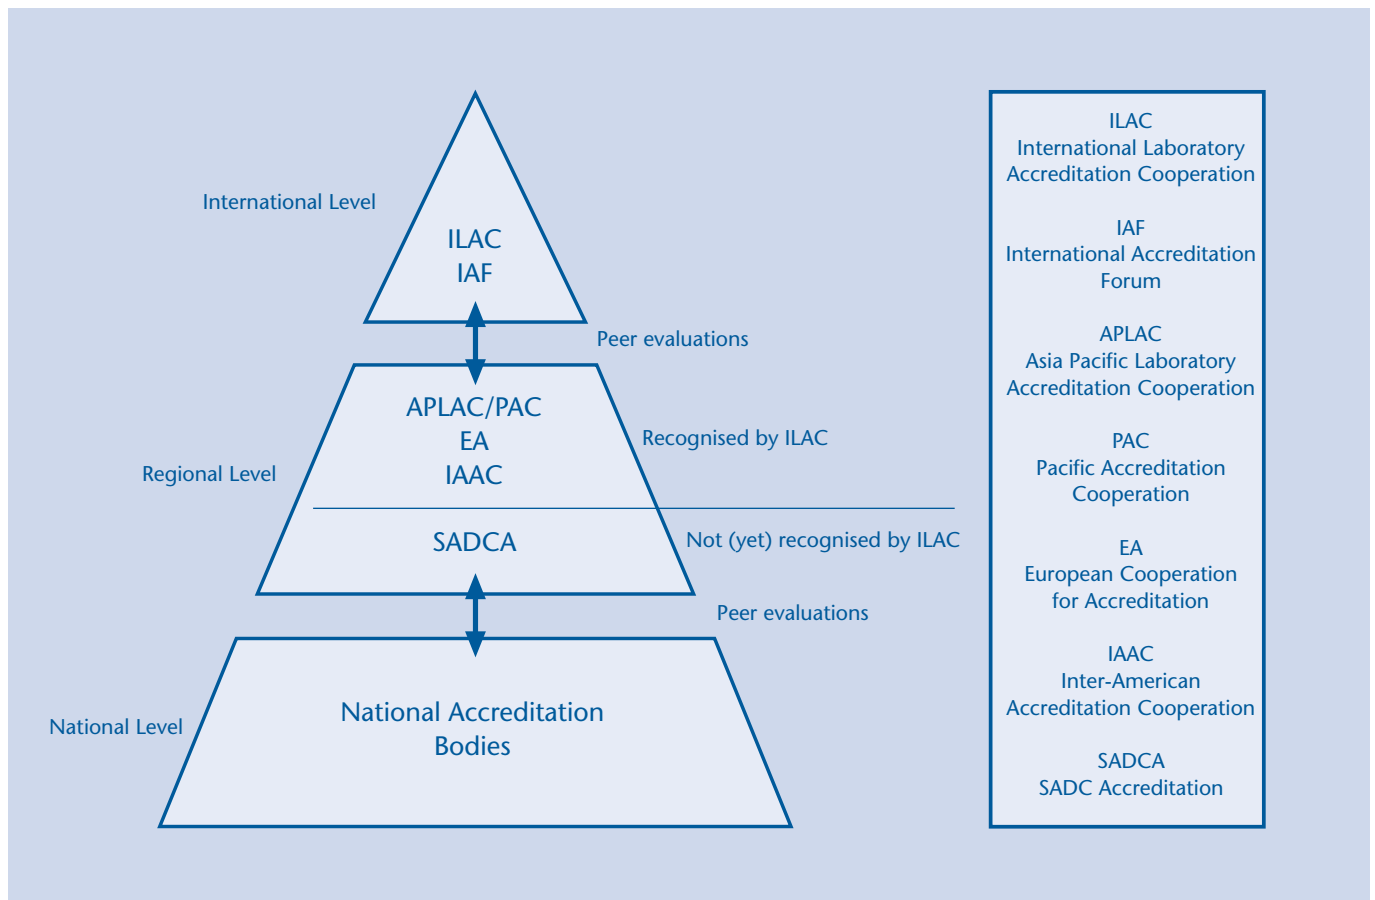 International Level
ILAC
IAF
Peer evaluations
APLAC/PAC
EA
IAAC
Recognised by ILAC
Regional Level
SADCA
Not (yet) recognised by ILAC
Peer evaluations
National Accreditation
Bodies
National Level
ILAC
International Laboratory
Accreditation Cooperation
IAF
International Accreditation
Forum
APLAC
Asia Pacific Laboratory
Accreditation Cooperation
PAC
Pacific Accreditation
Cooperation
EA
European Cooperation
for Accreditation
IAAC
Inter-American
Accreditation Cooperation
SADCA
SADC Accreditation